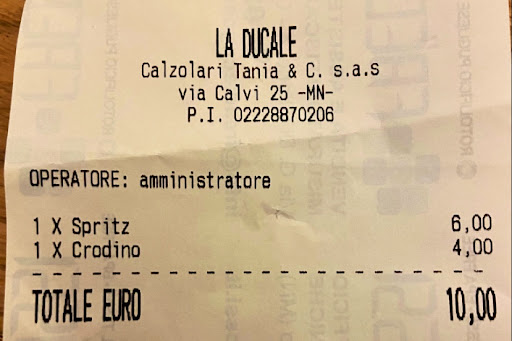 LA DUCALE
Calzolari Tania & C. s.a.s
via Calvi 25 -MN-
P.I. 02228870206
OPERATORE: amministratore
1 X Spritz 6,00
1 X Crodino 4,00
TOTALE EURO 10,00